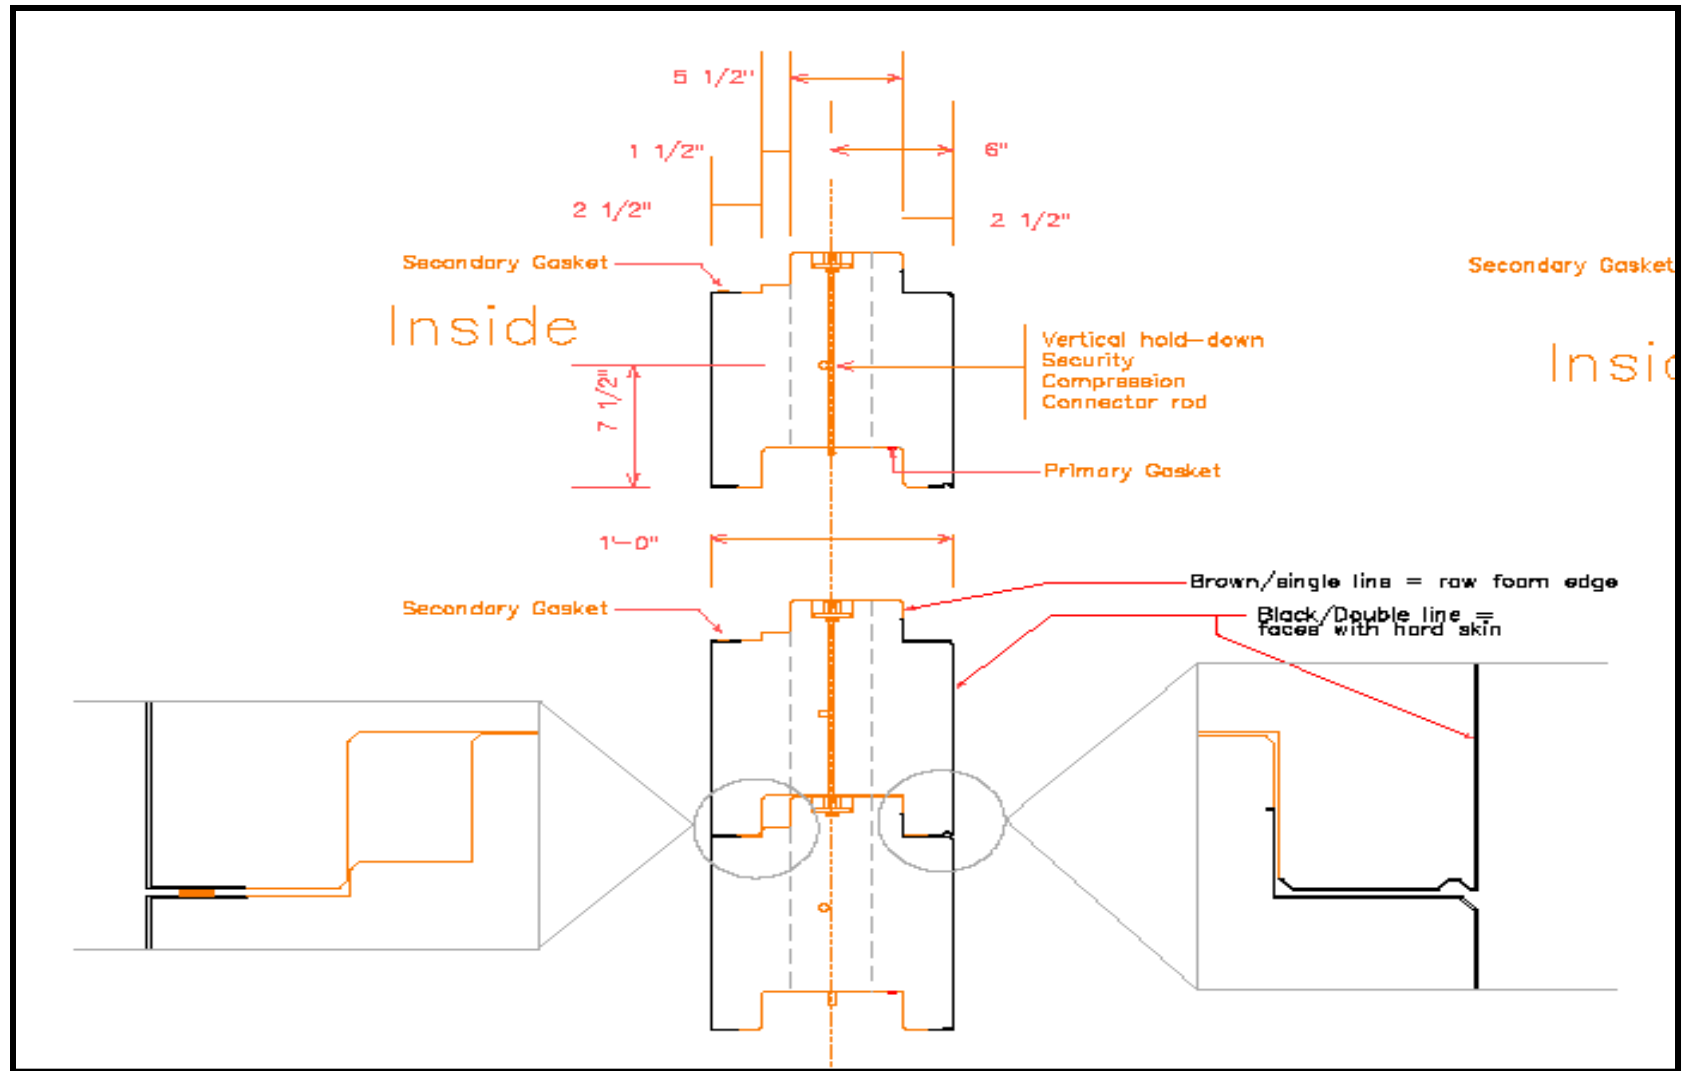 5 1/2"
1 1/2"
6"
2 1/2"
2 1/2"
Secondary Gasket
Secondary Gasket
Inside
Insid
Vertical hold-down
Security
Compression
Connector rod
7 1/2"
Primary Gasket
1'-0"
Brown/single line = raw foam edge
Secondary Gasket
Black/Double line =
faces with hard skin